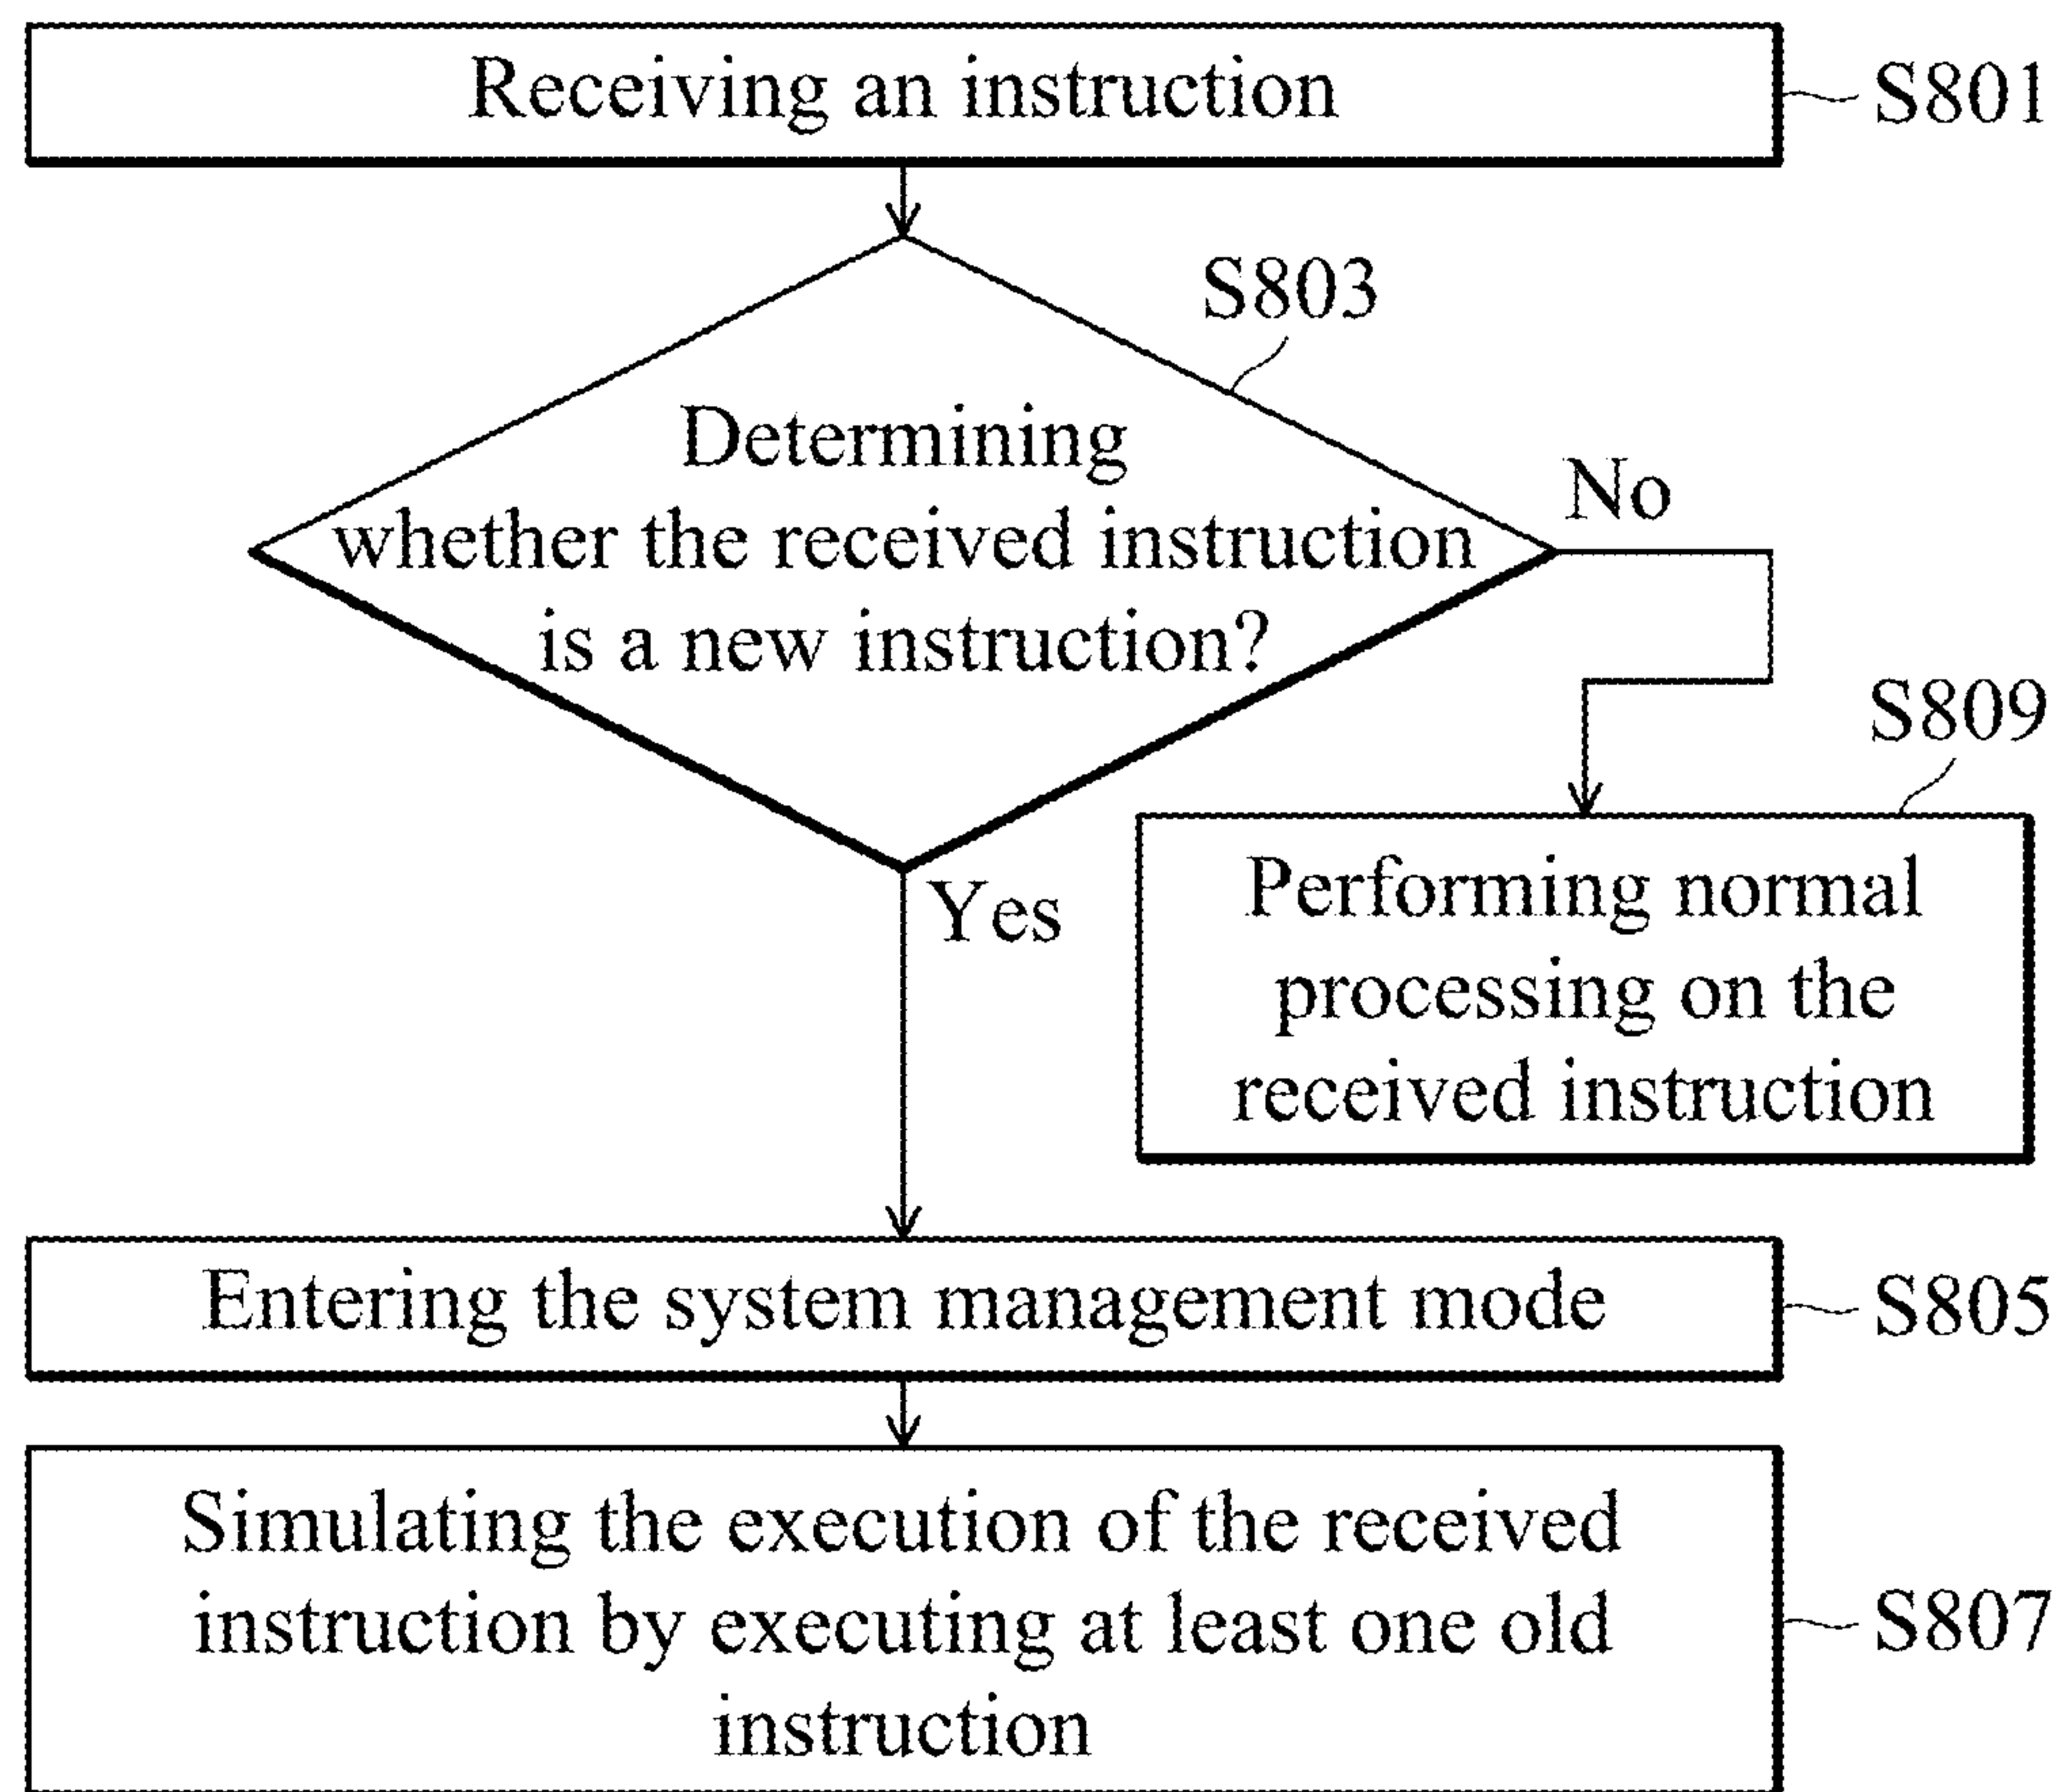 Receiving an instruction
S801
S803
Determining
whether the received instruction
is a new instruction?
No
S809
Performing normal
processing on the
received instruction
Yes
Entering the system management mode
S805
Simulating the execution of the received
instruction by executing at least one old
instruction
S807